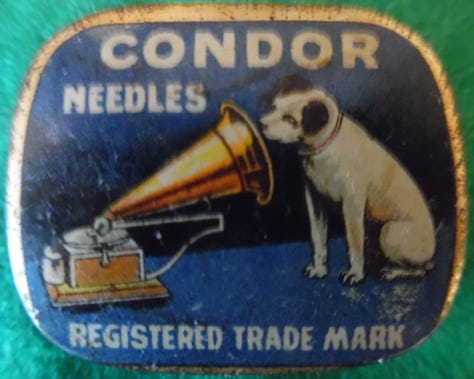 CONDOR
NEEDLES
REGISTERED TRADE MARK